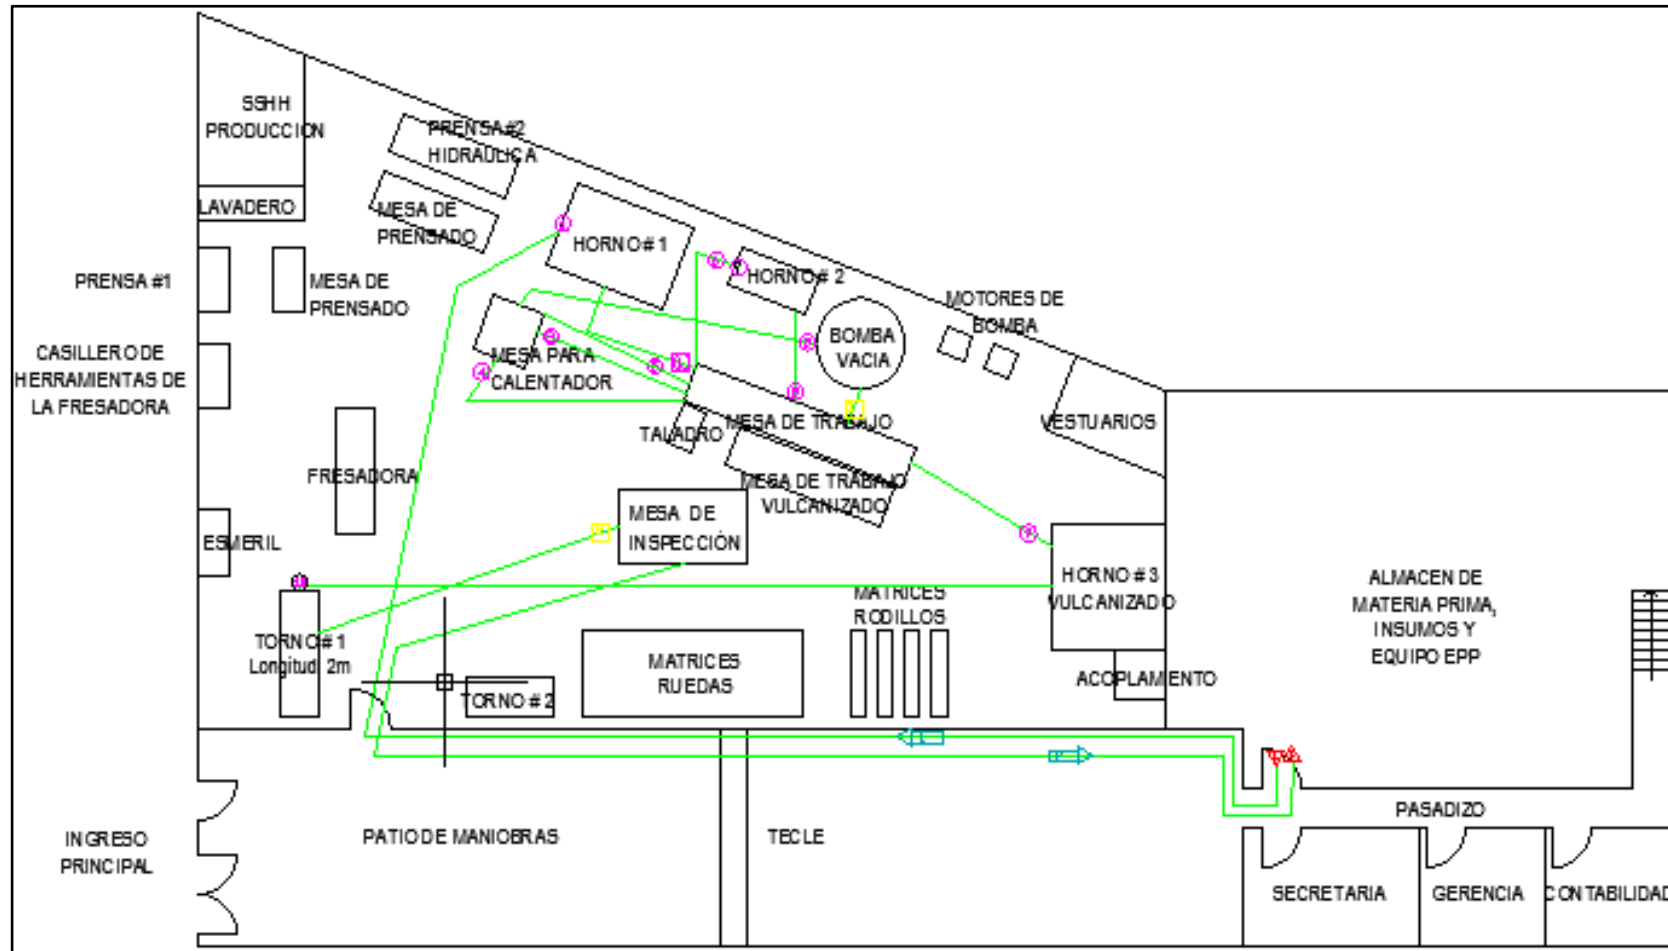 SSHH
PRODUCCION
PRENSA#2
HIDRAULICA
LAVADERO
MESA DE
PRENSADO
HORNO# 1
PRENSA #1
MESA DE
PRENSADO
HORNO# 2
MOTORES DE
BOMBA
BOMBA
VACIA
CASILLERO DE
HERRAMIENTAS DE
LA FRESADORA
MESA PARA
CALENTADOR
MESA DE TRABAJO
TALADRO
VESTUARIOS
FRESADORA
MESA DE TRABAJO
VULCANIZADO
MESA DE
INSPECCIÓN
ESMERIL
HORNO #3
VULCANIZADO
MATRICES
RODILLOS
ALMACEN DE
MATERIA PRIMA,
INSUMOS Y
EQUIPO EPP
TORNO# 1
Longitud 2m
MATRICES
RUEDAS
TORNO #2
ACOPLAMIENTO
PASADIZO
INGRESO
PRINCIPAL
PATIO DE MANIOBRAS
TECLE
SECRETARIA
GERENCIA
CONTABILIDAD